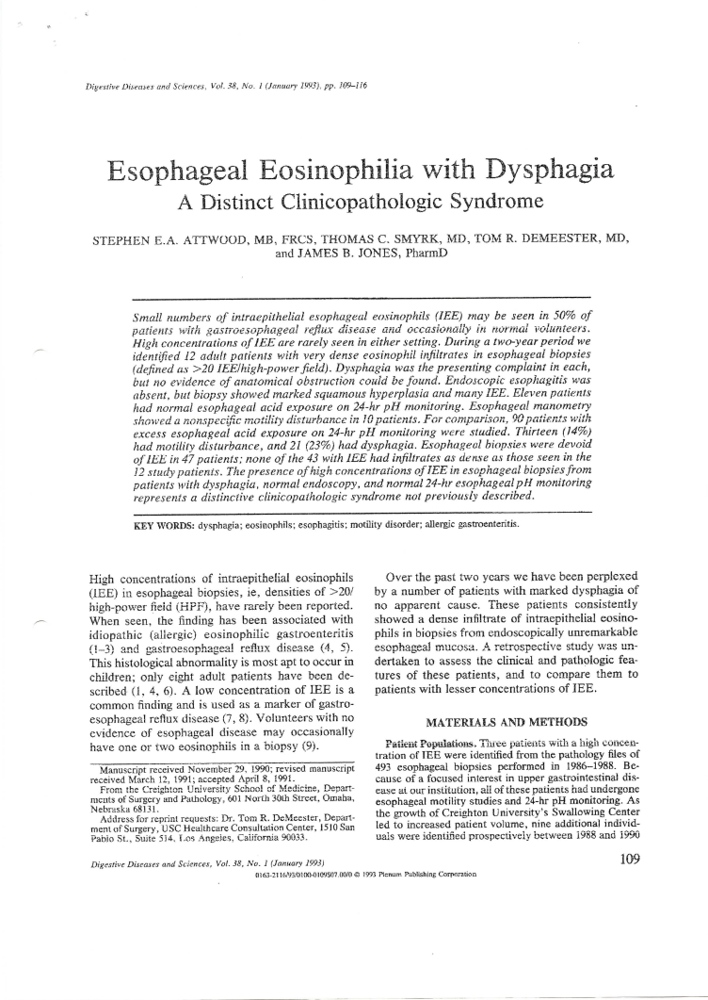 Digestive Diseases and Sciences, Vol. 38, No. 1 (January 1993), pp. 109–116
Esophageal Eosinophilia with Dysphagia
A Distinct Clinicopathologic Syndrome
STEPHEN E.A. ATTWOOD, MB, FRCS, THOMAS C. SMYRK, MD, TOM R. DEMEESTER, MD,
and JAMES B. JONES, PharmD
Small numbers of intraepithelial esophageal eosinophils (IEE) may be seen in 50% of
patients with gastroesophageal reflux disease and occasionally in normal volunteers.
High concentrations of IEE are rarely seen in either setting. During a two-year period we
identified 12 adult patients with very dense eosinophil infiltrates in esophageal biopsies
(defined as >20 IEE/high-power field). Dysphagia was the presenting complaint in each,
but no evidence of anatomical obstruction could be found. Endoscopic esophagitis was
absent, but biopsy showed marked squamous hyperplasia and many IEE. Eleven patients
had normal esophageal acid exposure on 24-hr pH monitoring. Esophageal manometry
showed a nonspecific motility disturbance in 10 patients. For comparison, 90 patients with
excess esophageal acid exposure on 24-hr pH monitoring were studied. Thirteen (14%)
had motility disturbance, and 21 (23%) had dysphagia. Esophageal biopsies were devoid
of IEE in 47 patients; none of the 43 with IEE had infiltrates as dense as those seen in the
12 study patients. The presence of high concentrations of IEE in esophageal biopsies from
patients with dysphagia, normal endoscopy, and normal 24-hr esophageal pH monitoring
represents a distinctive clinicopathologic syndrome not previously described.
KEY WORDS: dysphagia; eosinophils; esophagitis; motility disorder; allergic gastroenteritis.
High concentrations of intraepithelial eosinophils
(IEE) in esophageal biopsies, ie, densities of >20/
high-power field (HPF), have rarely been reported.
When seen, the finding has been associated with
idiopathic (allergic) eosinophilic gastroenteritis
(1–3) and gastroesophageal reflux disease (4, 5).
This histological abnormality is most apt to occur in
children; only eight adult patients have been de-
scribed (1, 4, 6). A low concentration of IEE is a
common finding and is used as a marker of gastro-
esophageal reflux disease (7, 8). Volunteers with no
evidence of esophageal disease may occasionally
have one or two eosinophils in a biopsy (9).
Manuscript received November 29, 1990; revised manuscript
received March 12, 1991; accepted April 8, 1991.
From the Creighton University School of Medicine, Depart-
ments of Surgery and Pathology, 601 North 30th Street, Omaha,
Nebraska 68131.
Address for reprint requests: Dr. Tom R. DeMeester, Depart-
ment of Surgery, USC Healthcare Consultation Center, 1510 San
Pablo St., Suite 514, Los Angeles, California 90033.
Over the past two years we have been perplexed
by a number of patients with marked dysphagia of
no apparent cause. These patients consistently
showed a dense infiltrate of intraepithelial eosino-
phils in biopsies from endoscopically unremarkable
esophageal mucosa. A retrospective study was un-
dertaken to assess the clinical and pathologic fea-
tures of these patients, and to compare them to
patients with lesser concentrations of IEE.
MATERIALS AND METHODS
Patient Populations. Three patients with a high concen-
tration of IEE were identified from the pathology files of
493 esophageal biopsies performed in 1986–1988. Be-
cause of a focused interest in upper gastrointestinal dis-
ease at our institution, all of these patients had undergone
esophageal motility studies and 24-hr pH monitoring. As
the growth of Creighton University's Swallowing Center
led to increased patient volume, nine additional individ-
uals were identified prospectively between 1988 and 1990
Digestive Diseases and Sciences, Vol. 38, No. 1 (January 1993)
109
0163-2116/93/0100-0109$07.00/0 © 1993 Plenum Publishing Corporation